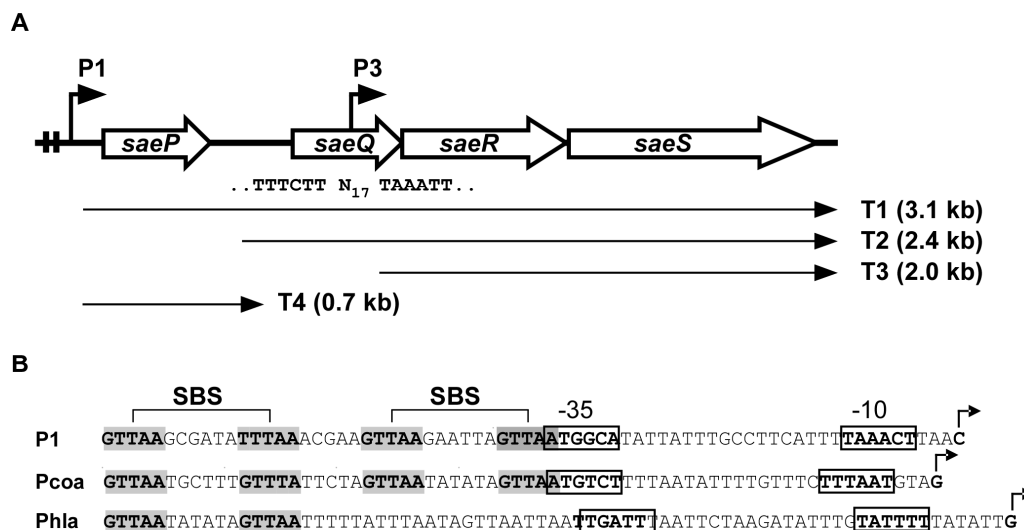 A
P1 P3
saeP saeQ saeR saeS
..TTTCTT N17 TAAATT..
T1 (3.1 kb)
T2 (2.4 kb)
T3 (2.0 kb)
T4 (0.7 kb)
B
SBS SBS -35 -10
P1 GTTAAGCGATATTTAAACGAAGTTAAGAATTAGTTAATGGCATATTATTTGCCTTCATTTTAAACTTAAC
Pcoa GTTAATGCTTTGTTTATTCTAGTTAATATATAGTTAATGTCTTTTAATATTTTGTTTCTTTAATGTAG
Phla GTTAATATATAGTTAATTTTTATTTAATAGTTAATTAATTGATTTAATTCTAAGATATTTGTATTTTTATATTG